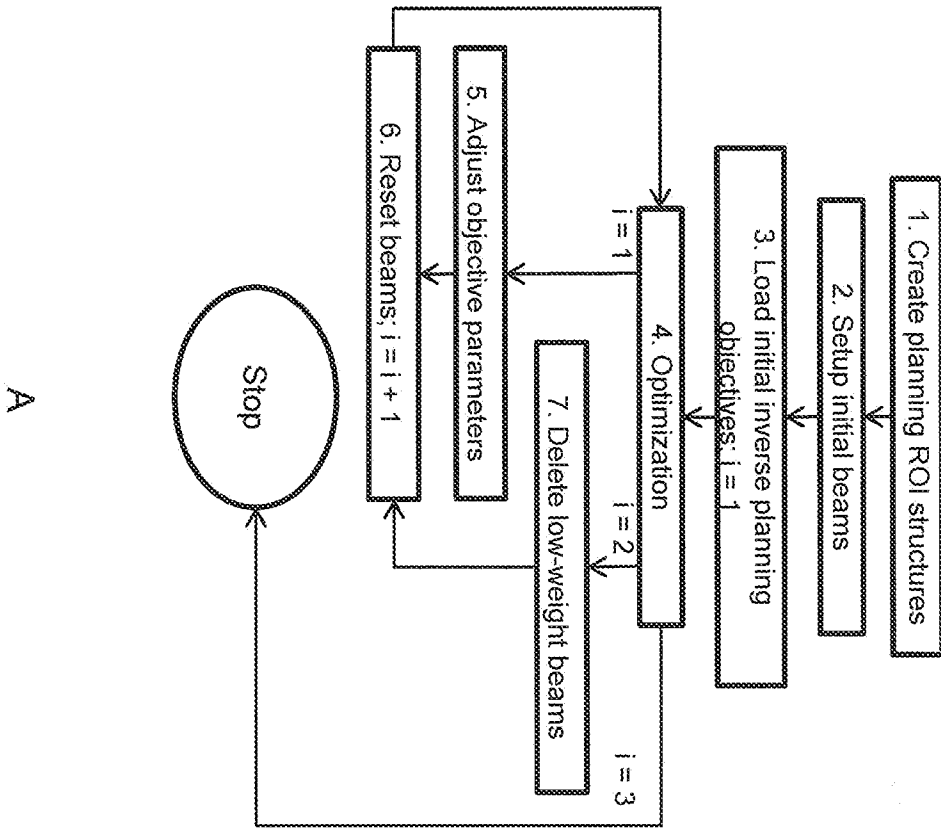 1. Create planning ROI structures
2. Setup initial beams
3. Load initial inverse planning
objectives; i = 1
4. Optimization
i = 1
i = 2
i = 3
5. Adjust objective parameters
7. Delete low-weight beams
6. Reset beams; i = i + 1
Stop
A